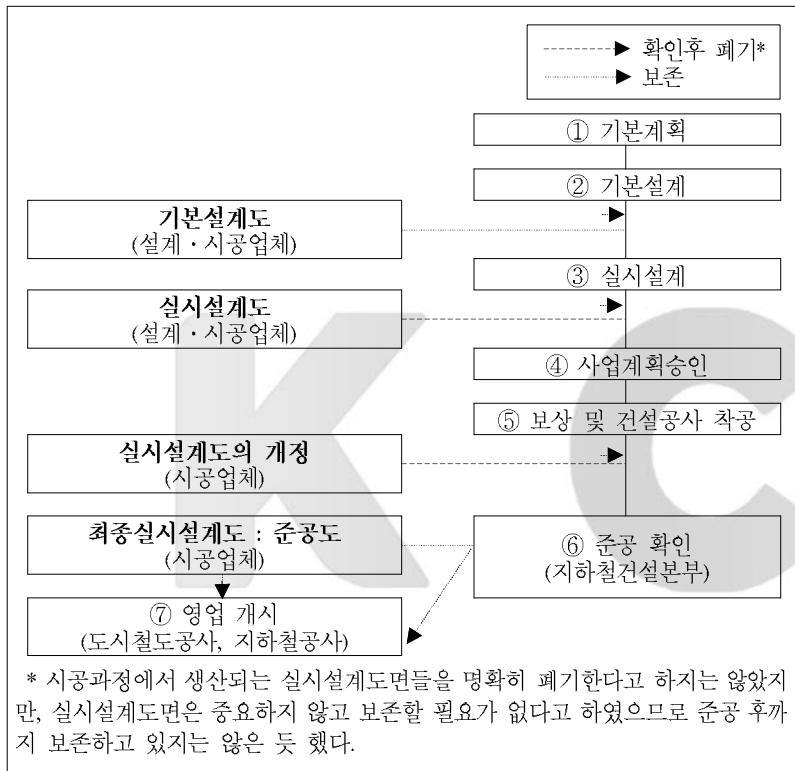 확인후 폐기*
보존
① 기본계획
② 기본설계
기본설계도
(설계·시공업체)
③ 실시설계
실시설계도
(설계·시공업체)
④ 사업계획승인
⑤ 보상 및 건설공사 착공
실시설계도의 개정
(시공업체)
최종실시설계도 : 준공도
(시공업체)
⑥ 준공 확인
(지하철건설본부)
⑦ 영업 개시
(도시철도공사, 지하철공사)
* 시공과정에서 생산되는 실시설계도면들을 명확히 폐기한다고 하지는 않았지
만, 실시설계도면은 중요하지 않고 보존할 필요가 없다고 하였으므로 준공 후까
지 보존하고 있지는 않은 듯 했다.
K C